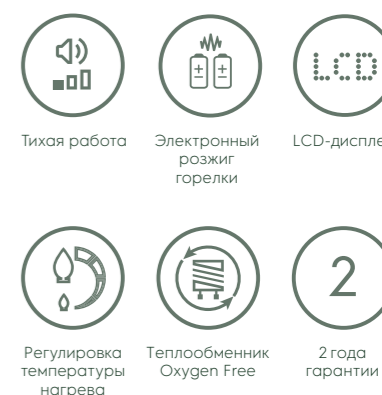 LCD
Тихая работа
Электронный
розжиг
горелки
LCD-диспле
2
Регулировка
температуры
нагрева
Теплообменник
Oxygen Free
2 года
гарантии